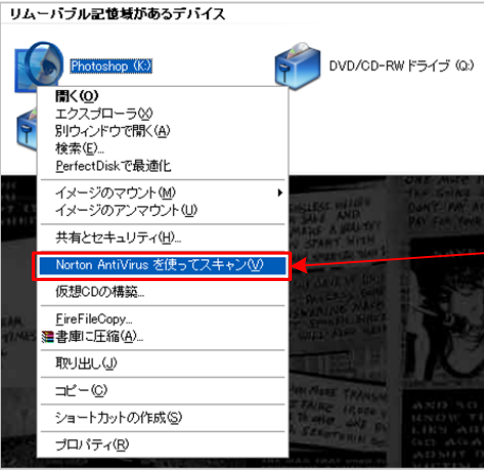 リムーバブル記憶域があるデバイス
Photoshop (K:)
DVD/CD-RW ドライブ (Q:)
開く(O)
エクスプローラ(X)
別ウィンドウで開く(A)
検索(E)...
PerfectDiskで最適化
イメージのマウント(M)
イメージのアンマウント(U)
共有とセキュリティ(H)...
Norton AntiVirus を使ってスキャン(V)
仮想CDの構築...
FireFileCopy...
書庫に圧縮(A)...
取り出し(J)
コピー(C)
ショートカットの作成(S)
プロパティ(R)